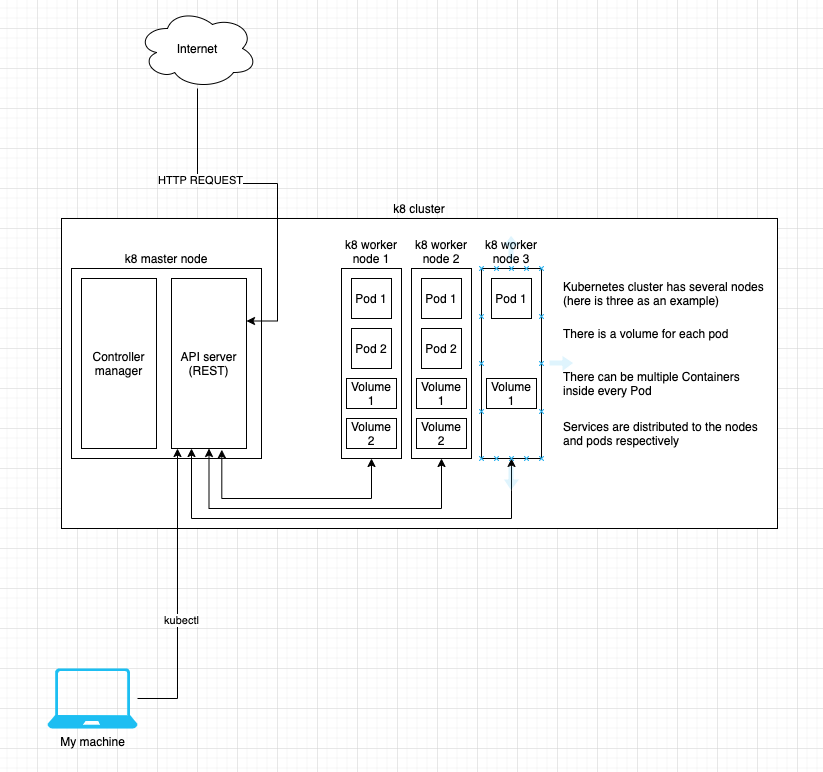 Internet
HTTP REQUEST
k8 cluster
k8 master node
Controller
manager
API server
(REST)
k8 worker
node 1
Pod 1
Pod 2
Volume
1
Volume
2
k8 worker
node 2
Pod 1
Pod 2
Volume
1
Volume
2
k8 worker
node 3
Pod 1
Volume
1
Kubernetes cluster has several nodes
(here is three as an example)
There is a volume for each pod
There can be multiple Containers
inside every Pod
Services are distributed to the nodes
and pods respectively
kubectl
My machine